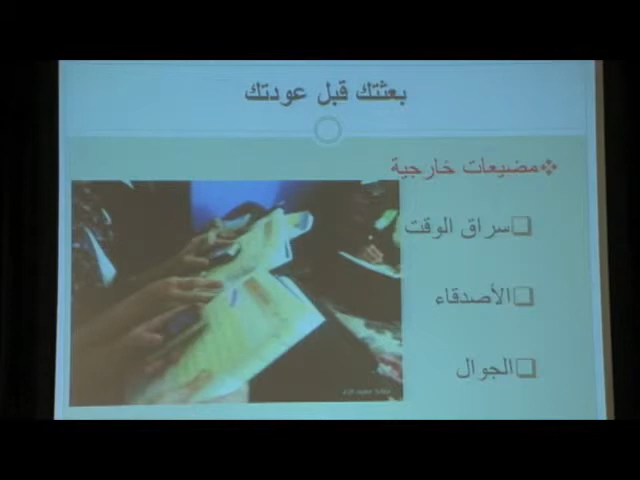 بعثتك قبل عودتك
مضيعات خارجية
سراق الوقت
الأصدقاء
الجوال